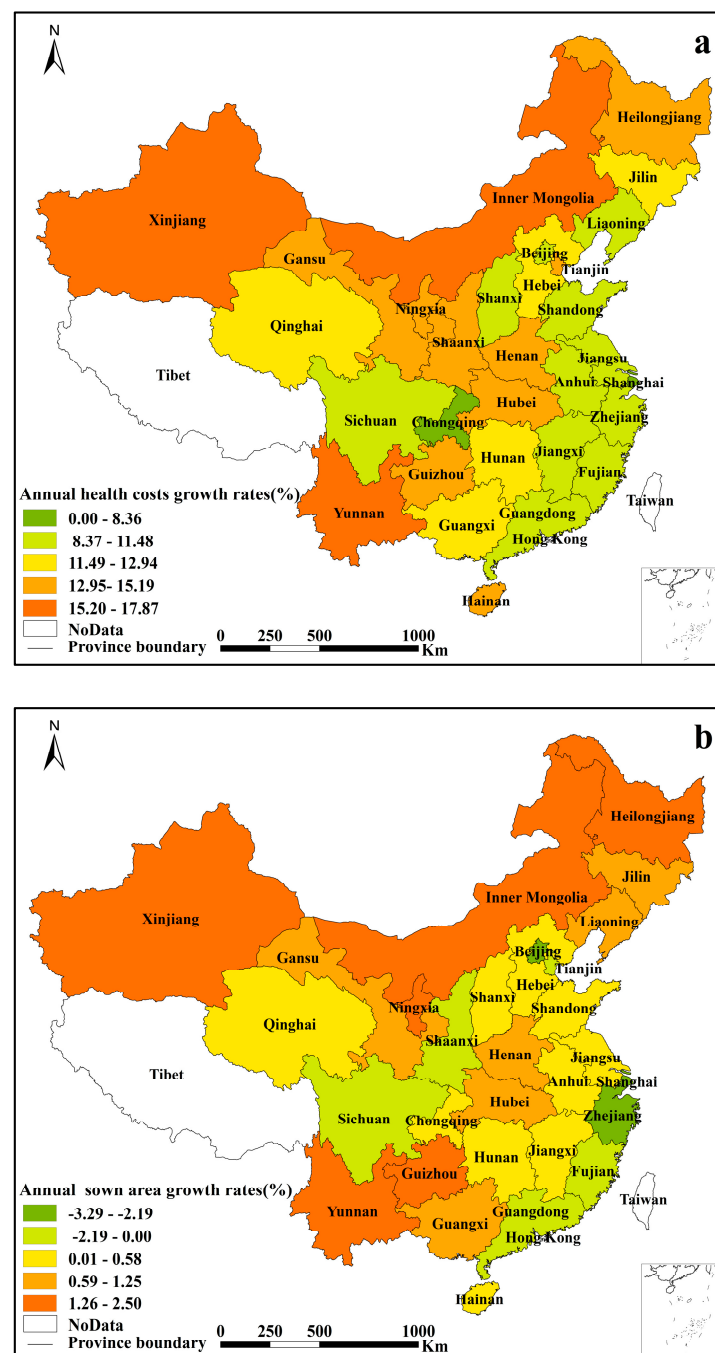 a
N
Heilongjiang
Jilin
Inner Mongolia
Liaoning
Xinjiang
Beijing
Gansu
Tianjin
Hebei
Ningxia
Shanxi
Shandong
Qinghai
Shaanxi
Henan
Jiangsu
Tibet
Anhui
Shanghai
Hubei
Sichuan
Chongqing
Zhejiang
Hunan
Jiangxi
Guizhou
Fujian
Annual health costs growth rates(%)
Yunnan
Taiwan
Guangdong
0.00 - 8.36
Guangxi
8.37 - 11.48
Hong Kong
11.49 - 12.94
12.95- 15.19
Hainan
15.20 - 17.87
NoData
0 250 500 1000
Province boundary
Km
b
N
Heilongjiang
Jilin
Inner Mongolia
Xinjiang
Liaoning
Beijing
Gansu
Tianjin
Hebei
Shanxi
Ningxia
Shandong
Qinghai
Shaanxi
Henan
Jiangsu
Tibet
Anhui
Shanghai
Hubei
Zhejiang
Sichuan
Chongqing
Hunan
Jiangxi
Guizhou
Fujian
Annual sown area growth rates(%)
Taiwan
Yunnan
Guangdong
-3.29 - -2.19
Guangxi
-2.19 - 0.00
Hong Kong
0.01 - 0.58
0.59 - 1.25
Hainan
1.26 - 2.50
NoData
0 250 500 1000
Province boundary
Km